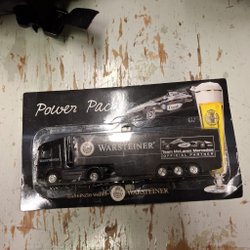 Power Pack
WARSTEINER
Team McLaren Mercedes
OFFICIAL PARTNER
WARSTEINER